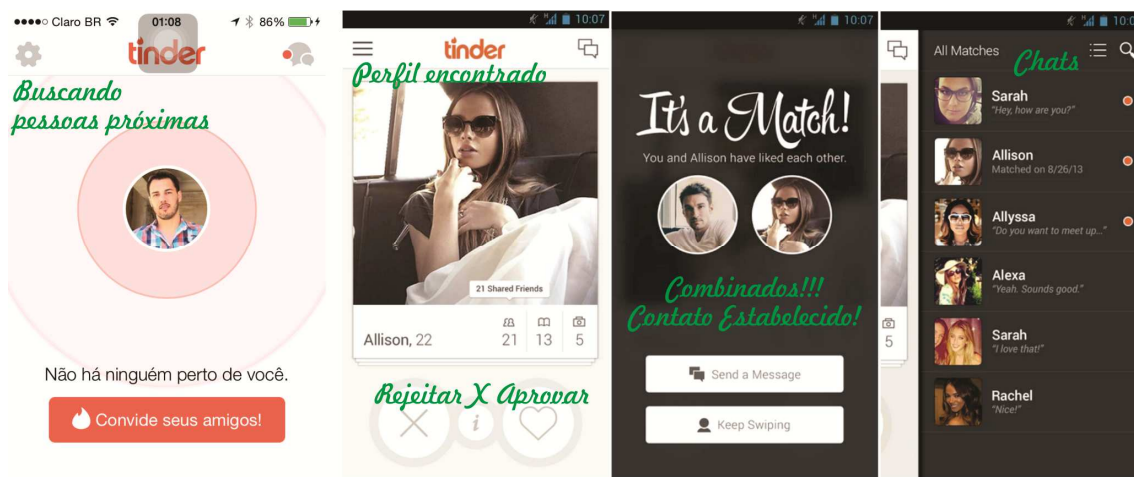 Claro BR 01:08 86%
tinder
Buscando
pessoas próximas
Não há ninguém perto de você.
Convide seus amigos!
10:07
tinder
Perfil encontrado
21 Shared Friends
Allison, 22 21 13 5
Rejeitar X Aprovar
i
10:07
It's a Match!
You and Allison have liked each other.
Combinados!!!
Contato Estabelecido!
Send a Message
Keep Swiping
5
All Matches
Chats
Sarah
"Hey, how are you?"
Allison
Matched on 8/26/13
Allyssa
"Do you want to meet up..."
Alexa
"Yeah. Sounds good."
Sarah
"I love that!"
Rachel
"Nice!"